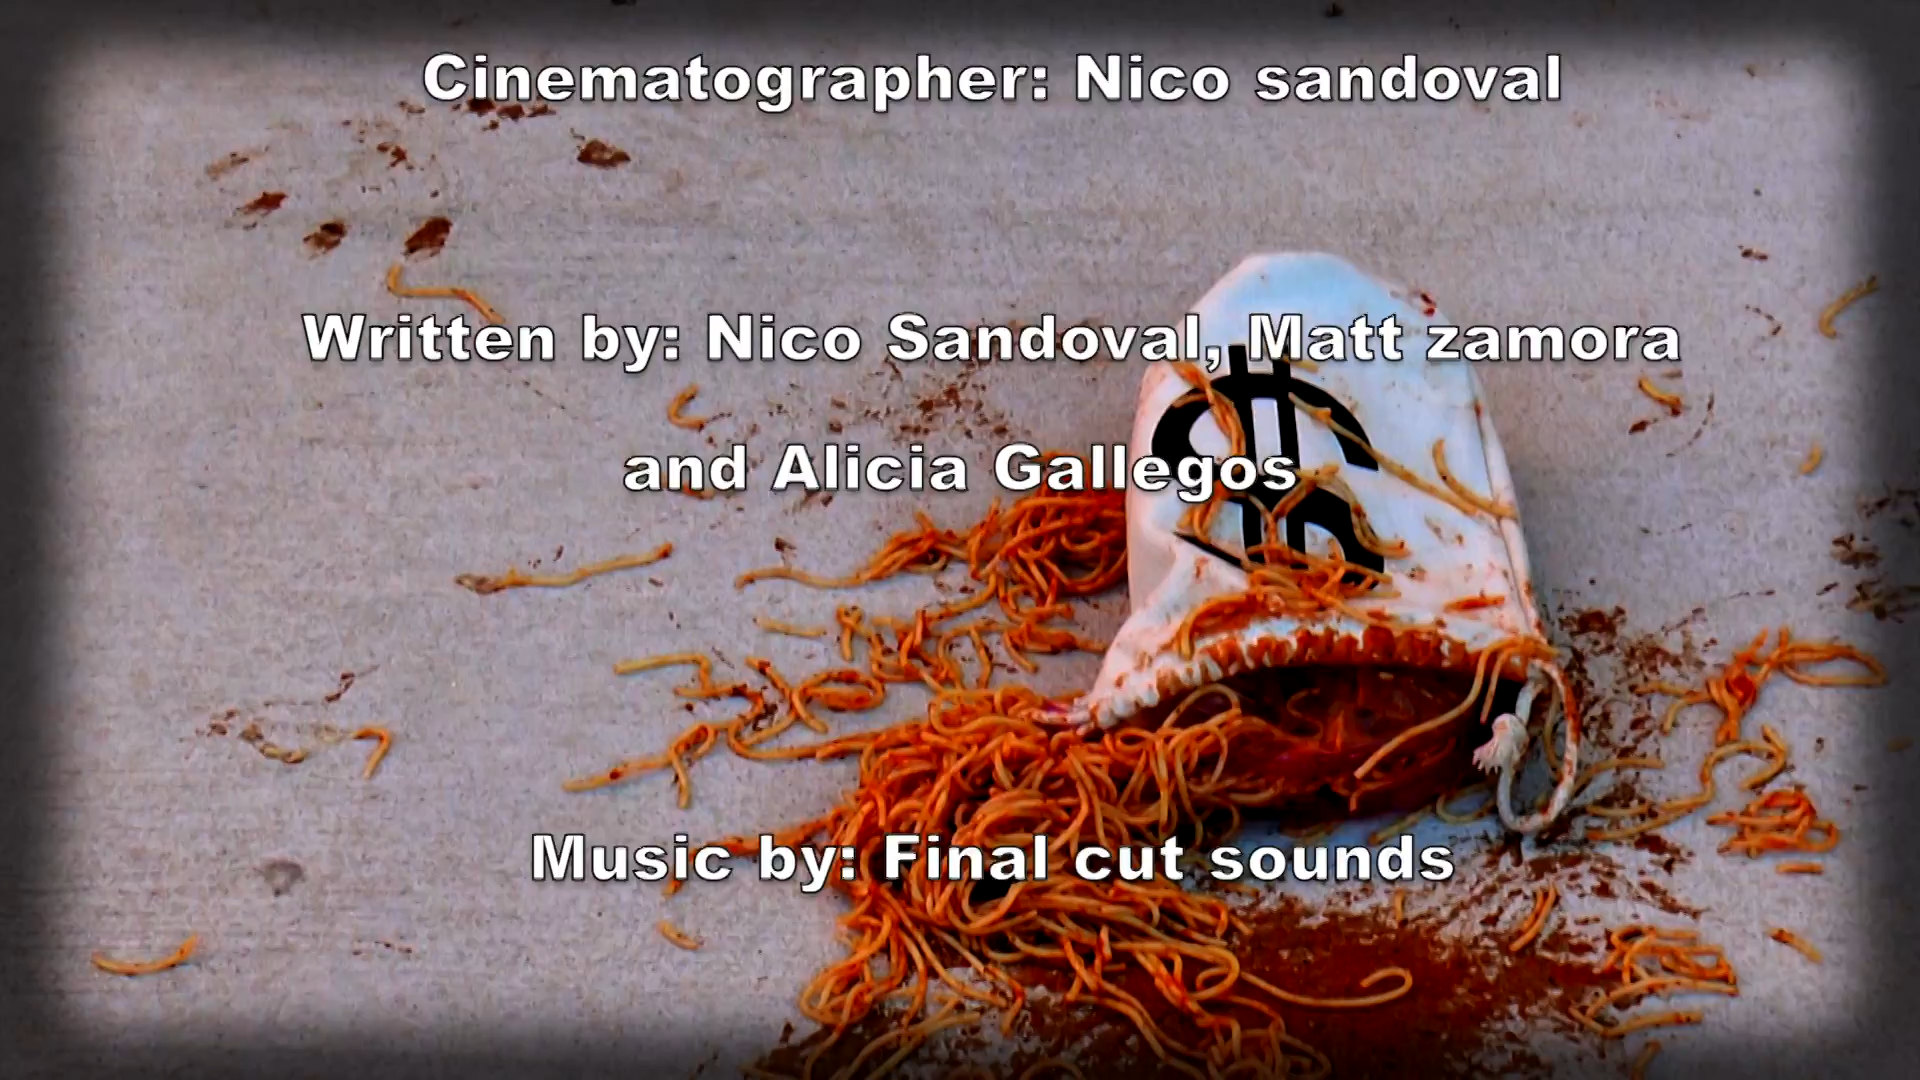 Cinematographer: Nico sandoval
Written by: Nico Sandoval, Matt zamora
and Alicia Gallegos
$
Music by: Final cut sounds